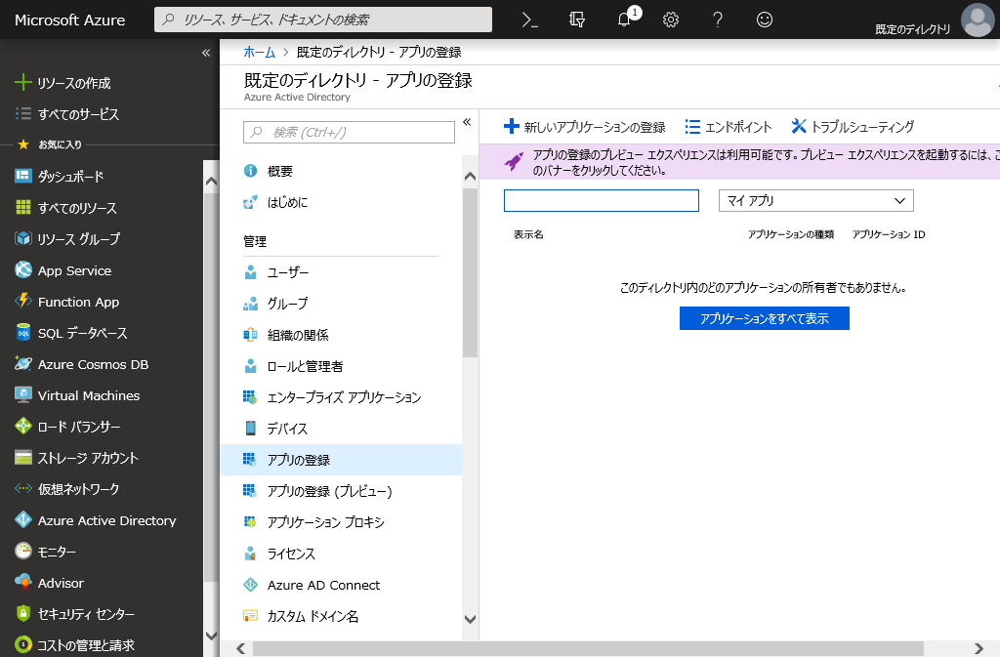 Microsoft Azure
リソース、サービス、ドキュメントの検索
1
既定のディレクトリ
«
リソースの作成
すべてのサービス
お気に入り
ダッシュボード
すべてのリソース
リソース グループ
App Service
Function App
SQL データベース
Azure Cosmos DB
Virtual Machines
ロード バランサー
ストレージ アカウント
仮想ネットワーク
Azure Active Directory
モニター
Advisor
セキュリティ センター
コストの管理と請求
ホーム > 既定のディレクトリ - アプリの登録
既定のディレクトリ - アプリの登録
Azure Active Directory
検索 (Ctrl+/)
«
概要
はじめに
管理
ユーザー
グループ
組織の関係
ロールと管理者
エンタープライズ アプリケーション
デバイス
アプリの登録
アプリの登録 (プレビュー)
アプリケーション プロキシ
ライセンス
Azure AD Connect
カスタム ドメイン名
新しいアプリケーションの登録 エンドポイント トラブルシューティング
アプリの登録のプレビュー エクスペリエンスは利用可能です。プレビュー エクスペリエンスを起動するには、こ
のバナーをクリックしてください。
マイ アプリ
表示名 アプリケーションの種類 アプリケーション ID
このディレクトリ内のどのアプリケーションの所有者でもありません。
アプリケーションをすべて表示